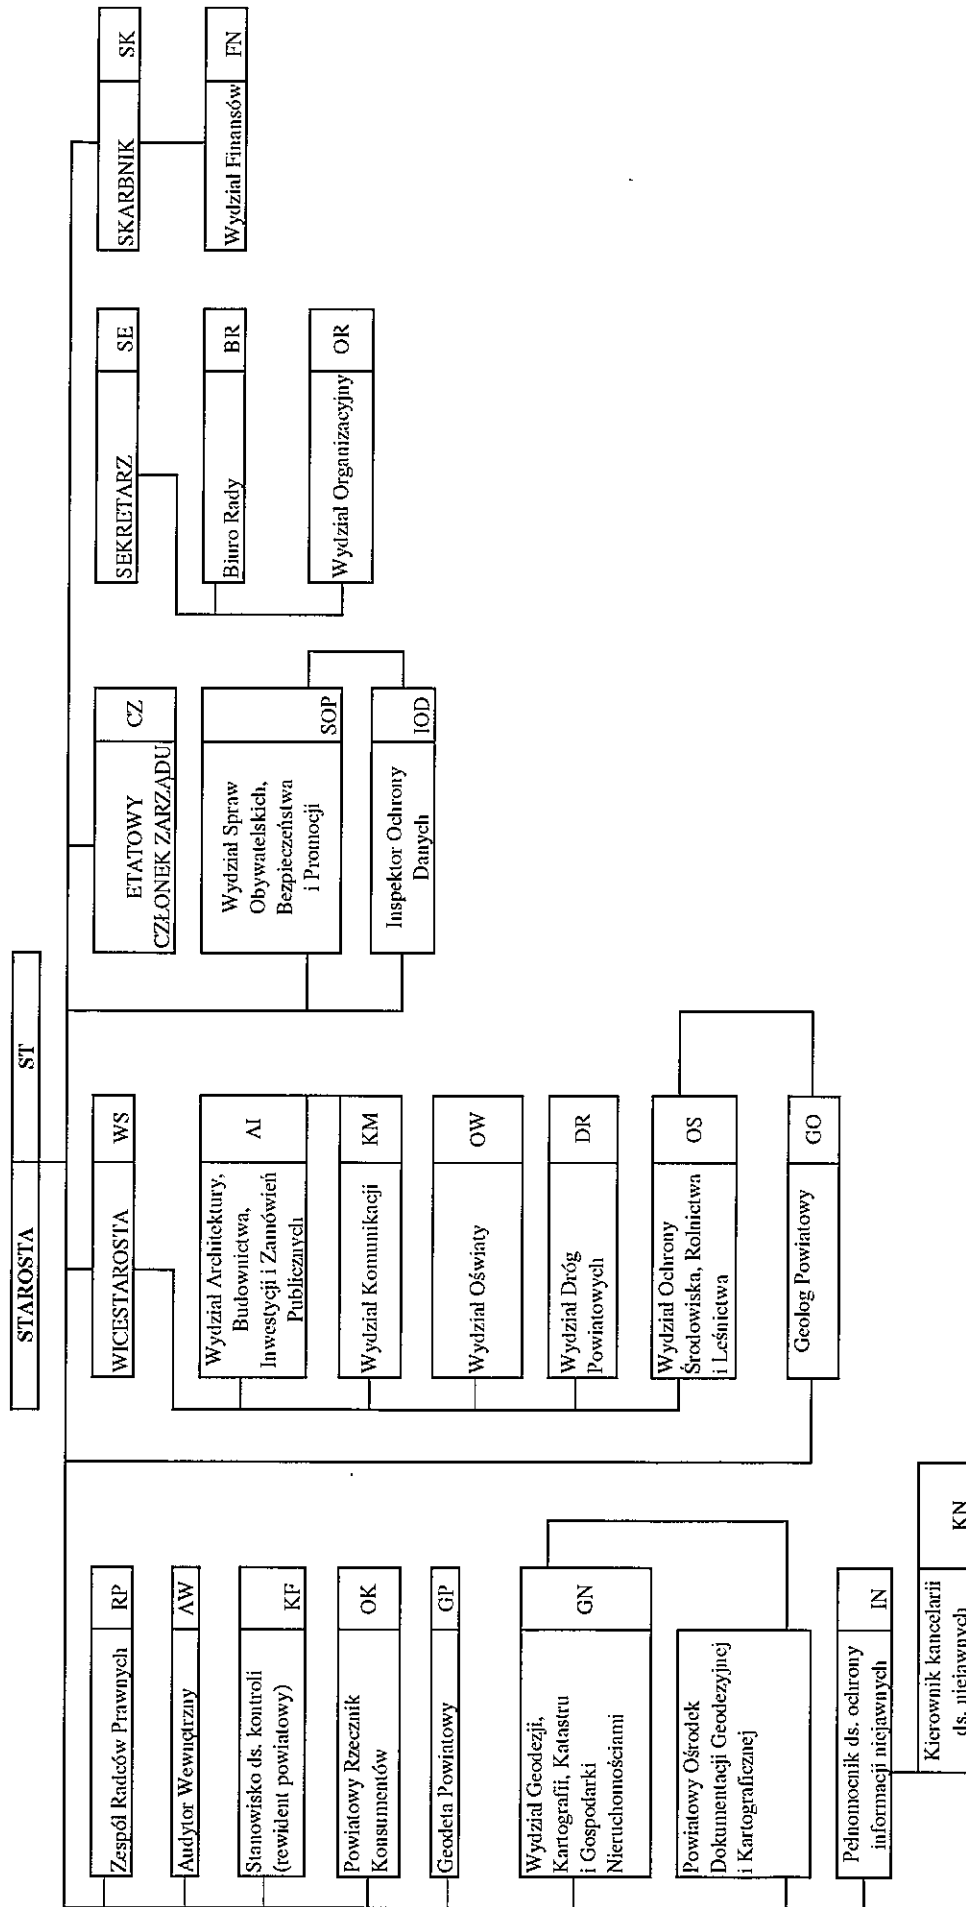 STAROSTA ST
Zespół Radców Prawnych RP
Audytor Wewnętrzny AW
Stanowisko ds. kontroli
(rewident powiatowy) KF
Powiatowy Rzecznik
Konsumentów
OK
Geodeta Powiatowy GP
Wydział Geodezji,
Kartografii, Katastru
i Gospodarki
Nieruchomościami
GN
Powiatowy Ośrodek
Dokumentacji Geodezyjnej
i Kartograficznej
Pełnomocnik ds. ochrony
informacji niejawnych IN
Kierownik kancelarii
ds. niejawnych
KN
WICESTAROSTA WS
Wydział Architektury,
Budownictwa,
Inwestycji i Zamówień
Publicznych
AI
Wydział Komunikacji KM
Wydział Oświaty OW
Wydział Dróg
Powiatowych
DR
Wydział Ochrony
Środowiska, Rolnictwa
i Leśnictwa
OS
Geolog Powiatowy GO
ETATOWY
CZŁONEK ZARZĄDU
CZ
Wydział Spraw
Obywatelskich,
Bezpieczeństwa
i Promocji
SOP
Inspektor Ochrony
Danych
IOD
SEKRETARZ SE
Biuro Rady BR
Wydział Organizacyjny OR
SKARBNIK SK
Wydział Finansów FN